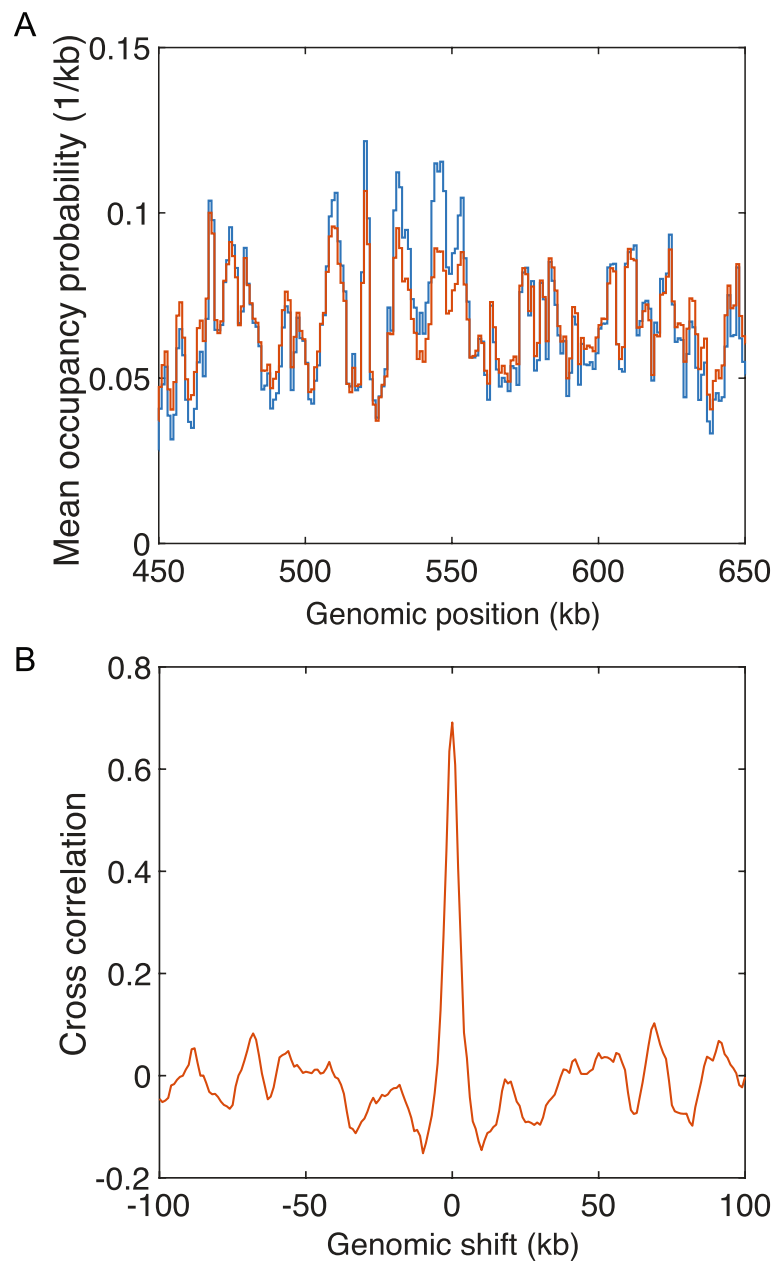 A
Mean occupancy probability (1/kb)
0.15
0.1
0.05
0
450 500 550 600 650
Genomic position (kb)
B
Cross correlation
0.8
0.6
0.4
0.2
0
-0.2
-100 -50 0 50 100
Genomic shift (kb)